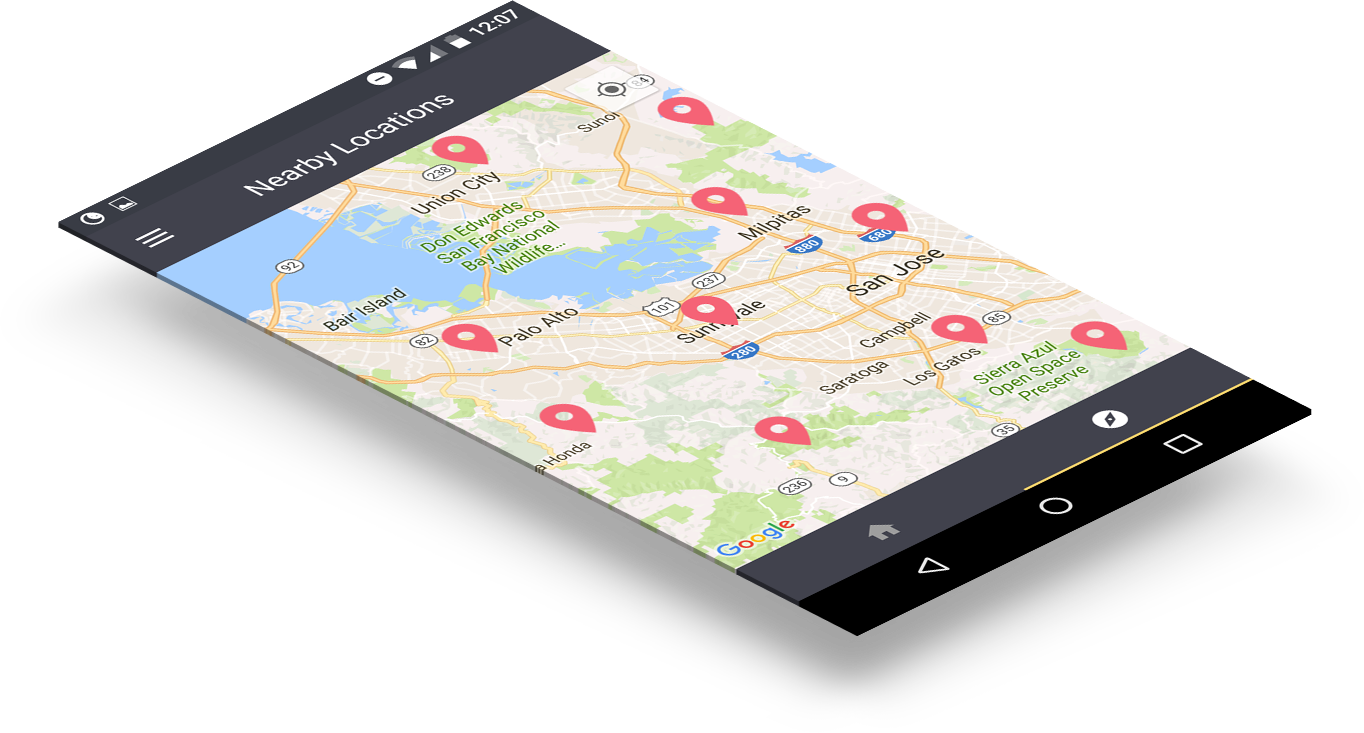 12:07
Nearby Locations
84
Sunol
238
Union City
Don Edwards
San Francisco
Bay National
Wildlife...
92
Milpitas
880
680
237
San Jose
Bair Island
101
Palo Alto
82
280
Campbell
85
Los Gatos
Saratoga
Sierra Azul
Open Space
Preserve
35
a Honda
236
9
Google